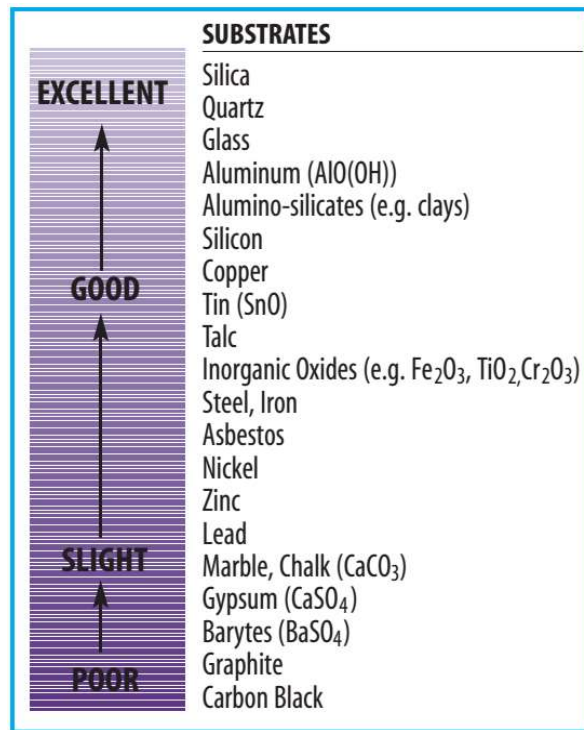 SUBSTRATES
EXCELLENT
GOOD
SLIGHT
POOR
Silica
Quartz
Glass
Aluminum (AlO(OH))
Alumino-silicates (e.g. clays)
Silicon
Copper
Tin (SnO)
Talc
Inorganic Oxides (e.g. Fe₂O₃, TiO₂,Cr₂O₃)
Steel, Iron
Asbestos
Nickel
Zinc
Lead
Marble, Chalk (CaCO₃)
Gypsum (CaSO₄)
Barytes (BaSO₄)
Graphite
Carbon Black